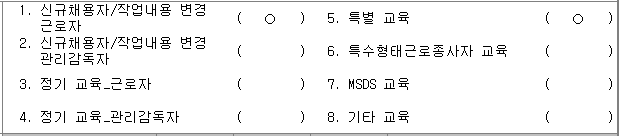 1. 신규채용자/작업내용 변경 근로자 ( ○ ) 5. 특별 교육 ( ○ )
2. 신규채용자/작업내용 변경 관리감독자 ( ) 6. 특수형태근로종사자 교육 ( )
3. 정기 교육_근로자 ( ) 7. MSDS 교육 ( )
4. 정기 교육_관리감독자 ( ) 8. 기타 교육 ( )